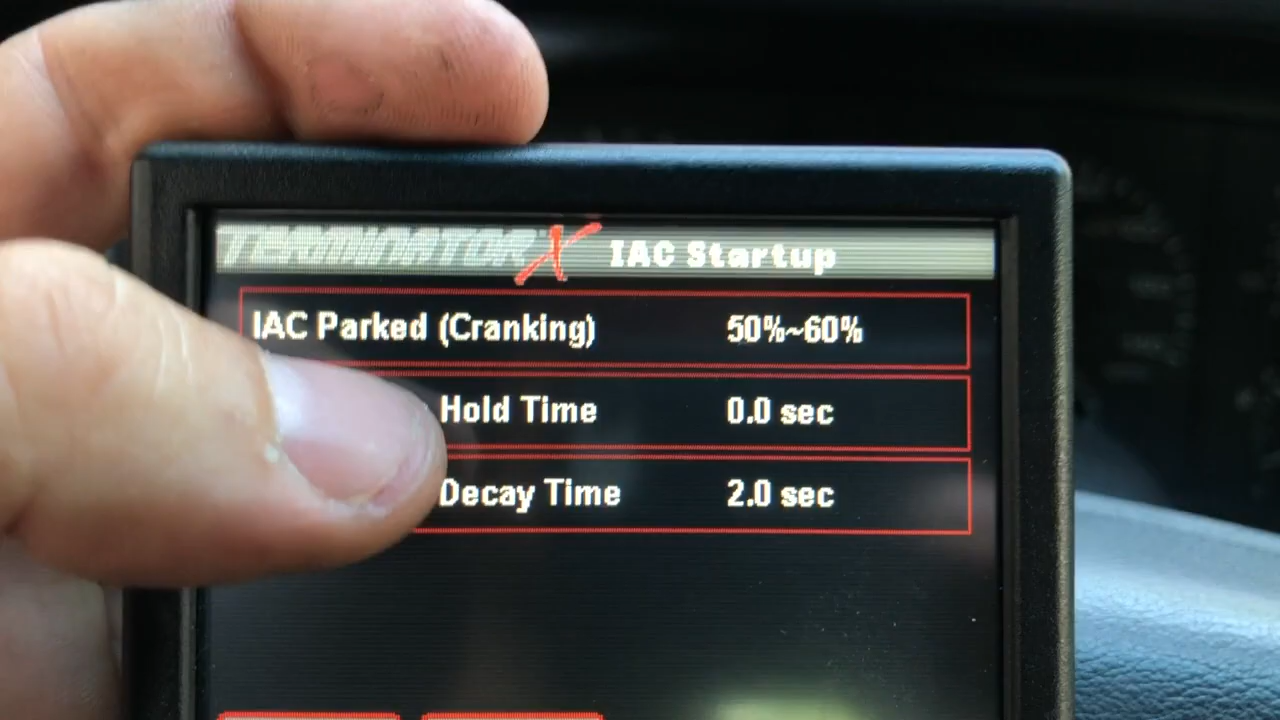 TERMINATOR X IAC Startup
IAC Parked (Cranking) 50%~60%
Hold Time 0.0 sec
Decay Time 2.0 sec